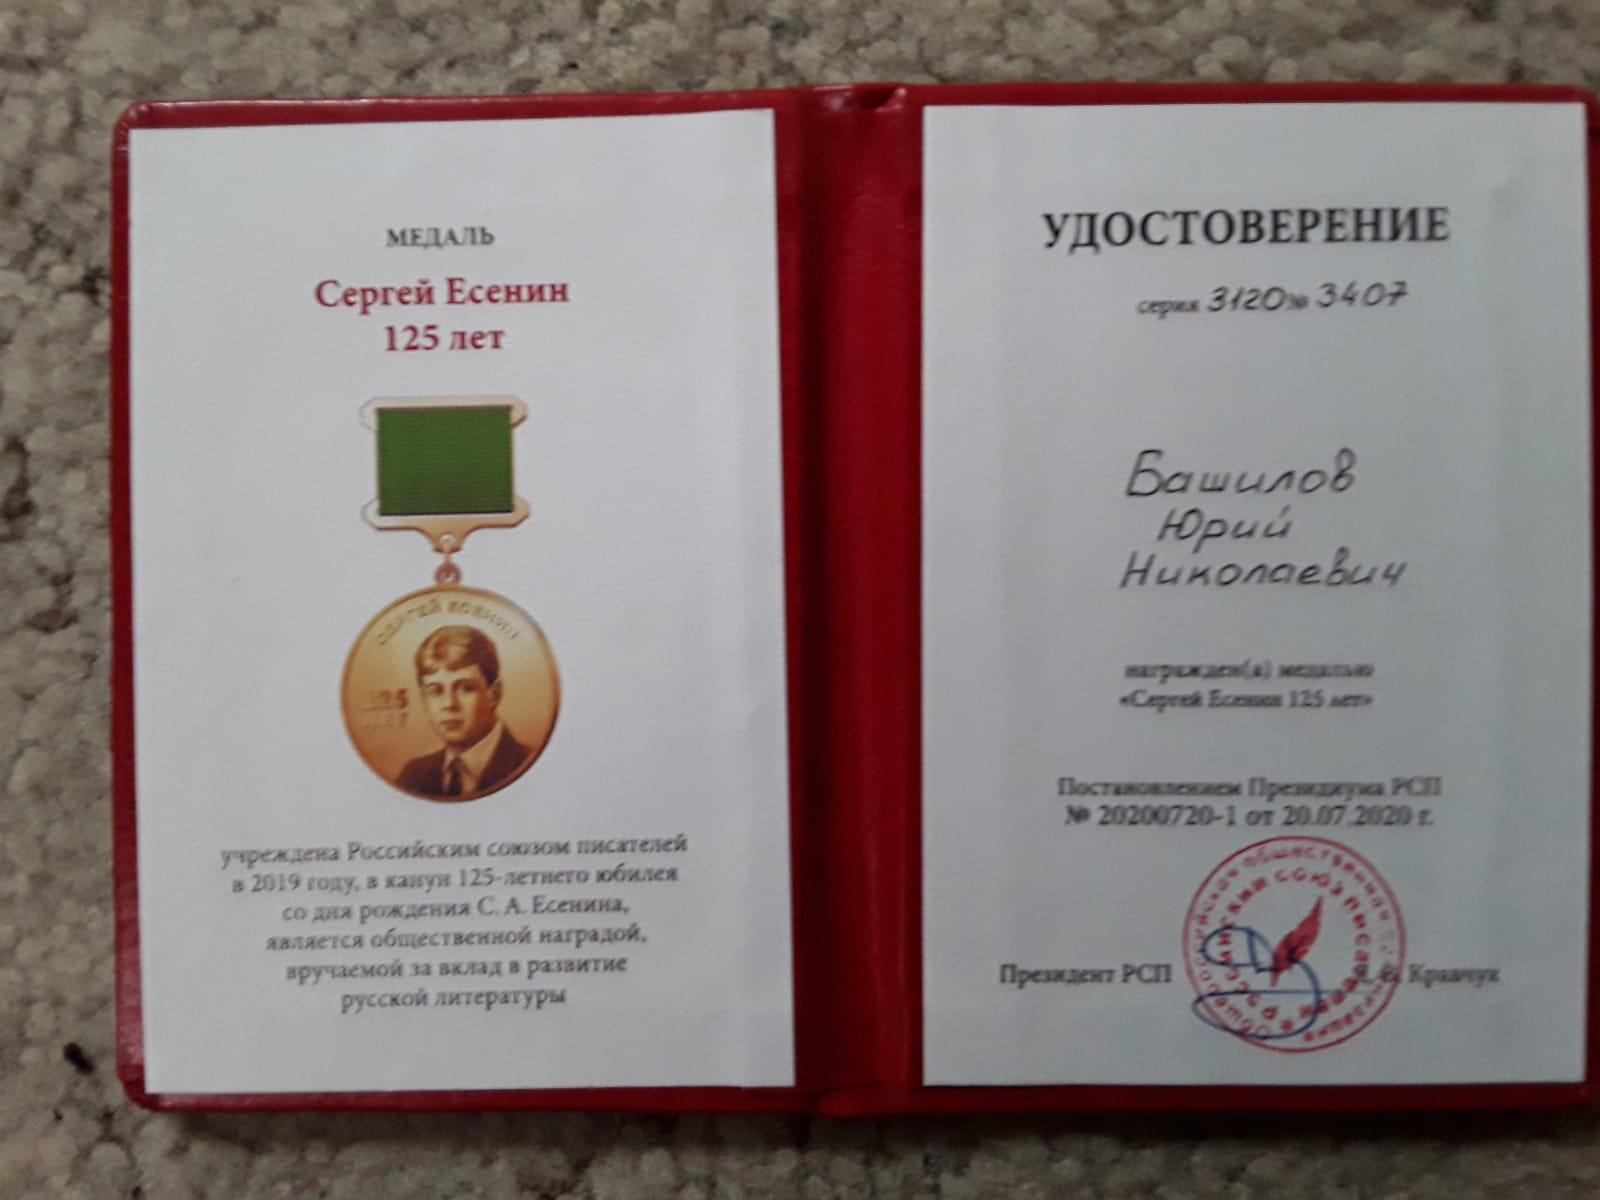 МЕДАЛЬ
Сергей Есенин
125 лет
СЕРГЕЙ ЕСЕНИН
125
ЛЕТ
учреждена Российским союзом писателей
в 2019 году, в канун 125-летнего юбилея
со дня рождения С. А. Есенина,
является общественной наградой,
вручаемой за вклад в развитие
русской литературы
УДОСТОВЕРЕНИЕ
серия 3120 № 3407
Башилов
Юрий
Николаевич
награжден(а) медалью
«Сергей Есенин 125 лет»
Постановлением Президиума РСП
№ 20200720-1 от 20.07.2020 г.
Президент РСП
Кравчук
российский союз писателей